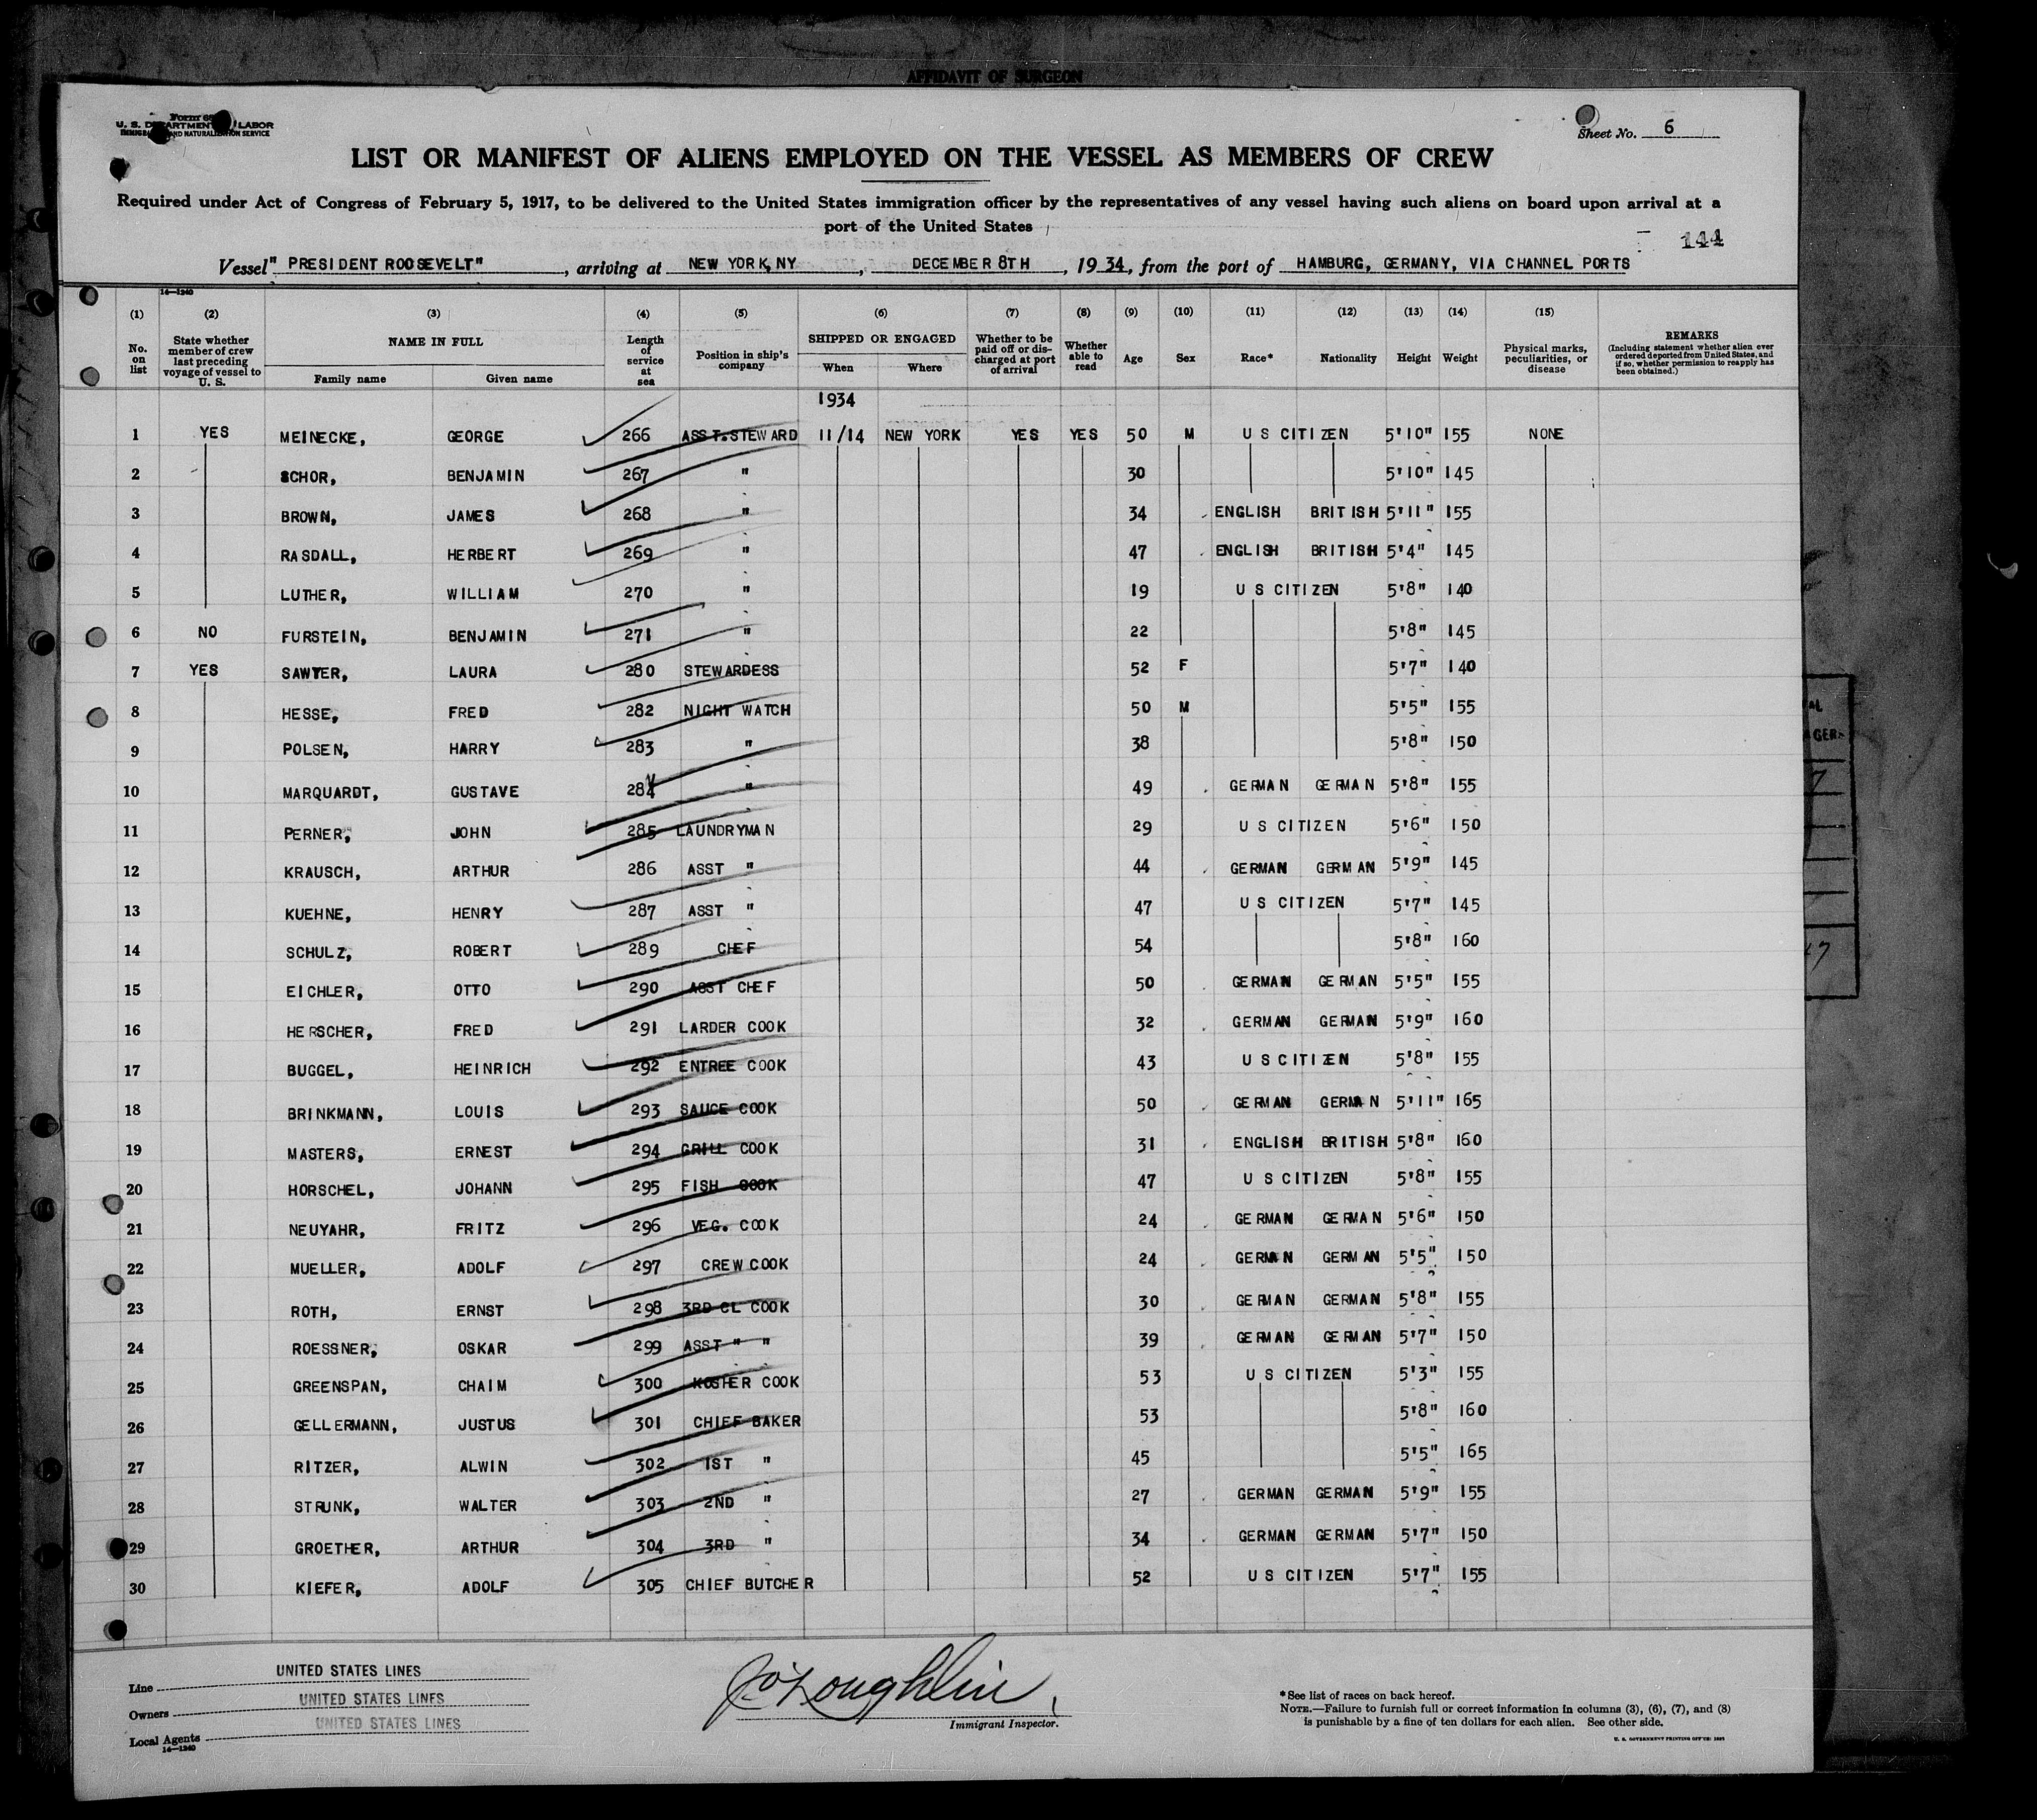 AFFIDAVIT OF SURGEON
U. S. DEPARTMENT LABOR
AND NATURALIZATION SERVICE
Sheet No. 6
LIST OR MANIFEST OF ALIENS EMPLOYED ON THE VESSEL AS MEMBERS OF CREW
Required under Act of Congress of February 5, 1917, to be delivered to the United States immigration officer by the representatives of any vessel having such aliens on board upon arrival at a
port of the United States
144
Vessel " PRESIDENT ROOSEVELT" , arriving at NEW YORK, NY , DECEMBER 8TH , 1934, from the port of HAMBURG, GERMANY, VIA CHANNEL PORTS
14—1240
(1) (2) (3) (4) (5) (6) (7) (8) (9) (10) (11) (12) (13) (14) (15)
No. on list State whether member of crew last preceding voyage of vessel to U. S. NAME IN FULL Family name Given name Length of service at sea Position in ship's company SHIPPED OR ENGAGED When Where Whether to be paid off or discharged at port of arrival Whether able to read Age Sex Race* Nationality Height Weight Physical marks, peculiarities, or disease REMARKS (Including statement whether alien ever ordered deported from United States, and if so, whether permission to reapply has been obtained.)
1934
1 YES MEINECKE, GEORGE 266 ASST.STEWARD 11/14 NEW YORK YES YES 50 M U S CITIZEN 5'10" 155 NONE
2 SCHOR, BENJAMIN 267 " 30 5'10" 145
3 BROWN, JAMES 268 " 34 ENGLISH BRITISH 5'11" 155
4 RASDALL, HERBERT 269 " 47 ENGLISH BRITISH 5'4" 145
5 LUTHER, WILLIAM 270 " 19 U S CITIZEN 5'8" 140
6 NO FURSTEIN, BENJAMIN 271 " 22 5'8" 145
7 YES SAWYER, LAURA 280 STEWARDESS 52 F 5'7" 140
8 HESSE, FRED 282 NIGHT WATCH 50 M 5'5" 155
9 POLSEN, HARRY 283 " 38 5'8" 150
10 MARQUARDT, GUSTAVE 284 " 49 GERMAN GERMAN 5'8" 155
11 PERNER, JOHN 285 LAUNDRYMAN 29 U S CITIZEN 5'6" 150
12 KRAUSCH, ARTHUR 286 ASST " 44 GERMAN GERMAN 5'9" 145
13 KUEHNE, HENRY 287 ASST " 47 U S CITIZEN 5'7" 145
14 SCHULZ, ROBERT 289 CHEF 54 5'8" 160
15 EICHLER, OTTO 290 ASST CHEF 50 GERMAN GERMAN 5'5" 155
16 HERSCHER, FRED 291 LARDER COOK 32 GERMAN GERMAN 5'9" 160
17 BUGGEL, HEINRICH 292 ENTREE COOK 43 U S CITIZEN 5'8" 155
18 BRINKMANN, LOUIS 293 SAUCE COOK 50 GERMAN GERMAN 5'11" 165
19 MASTERS, ERNEST 294 GRILL COOK 31 ENGLISH BRITISH 5'8" 160
20 HORSCHEL, JOHANN 295 FISH COOK 47 U S CITIZEN 5'8" 155
21 NEUYAHR, FRITZ 296 VEG. COOK 24 GERMAN GERMAN 5'6" 150
22 MUELLER, ADOLF 297 CREW COOK 24 GERMAN GERMAN 5'5" 150
23 ROTH, ERNST 298 3RD CL COOK 30 GERMAN GERMAN 5'8" 155
24 ROESSNER, OSKAR 299 ASST " " 39 GERMAN GERMAN 5'7" 150
25 GREENSPAN, CHAIM 300 KOSHER COOK 53 U S CITIZEN 5'3" 155
26 GELLERMANN, JUSTUS 301 CHIEF BAKER 53 5'8" 160
27 RITZER, ALWIN 302 1ST " 45 5'5" 165
28 STRUNK, WALTER 303 2ND " 27 GERMAN GERMAN 5'9" 155
29 GROETHER, ARTHUR 304 3RD " 34 GERMAN GERMAN 5'7" 150
30 KIEFER, ADOLF 305 CHIEF BUTCHER 52 U S CITIZEN 5'7" 155
Line UNITED STATES LINES
Owners UNITED STATES LINES
Local Agents UNITED STATES LINES
14—1240
J O'Loughlin
Immigrant Inspector.
*See list of races on back hereof.
NOTE.—Failure to furnish full or correct information in columns (3), (6), (7), and (8)
is punishable by a fine of ten dollars for each alien. See other side.
U. S. GOVERNMENT PRINTING OFFICE: